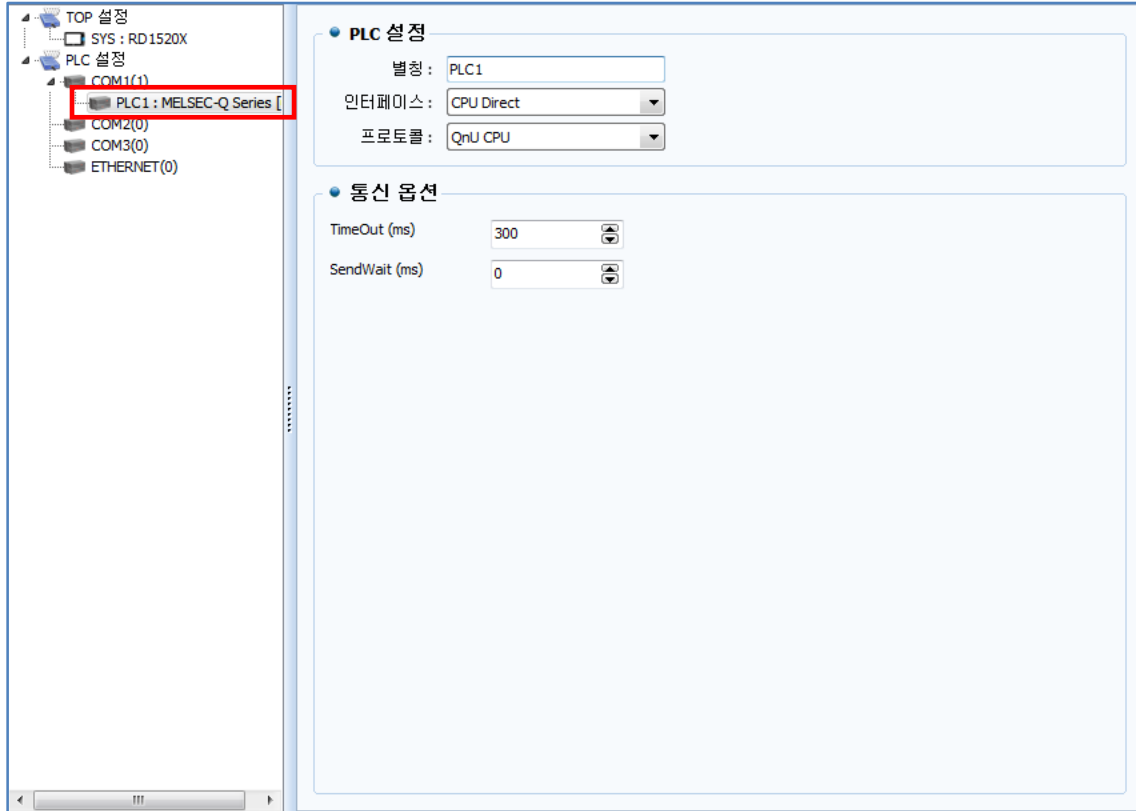 TOP 설정
SYS : RD1520X
PLC 설정
COM1(1)
PLC1 : MELSEC-Q Series [
COM2(0)
COM3(0)
ETHERNET(0)
PLC 설정
별칭 : PLC1
인터페이스 : CPU Direct
프로토콜 : QnU CPU
통신 옵션
TimeOut (ms) 300
SendWait (ms) 0